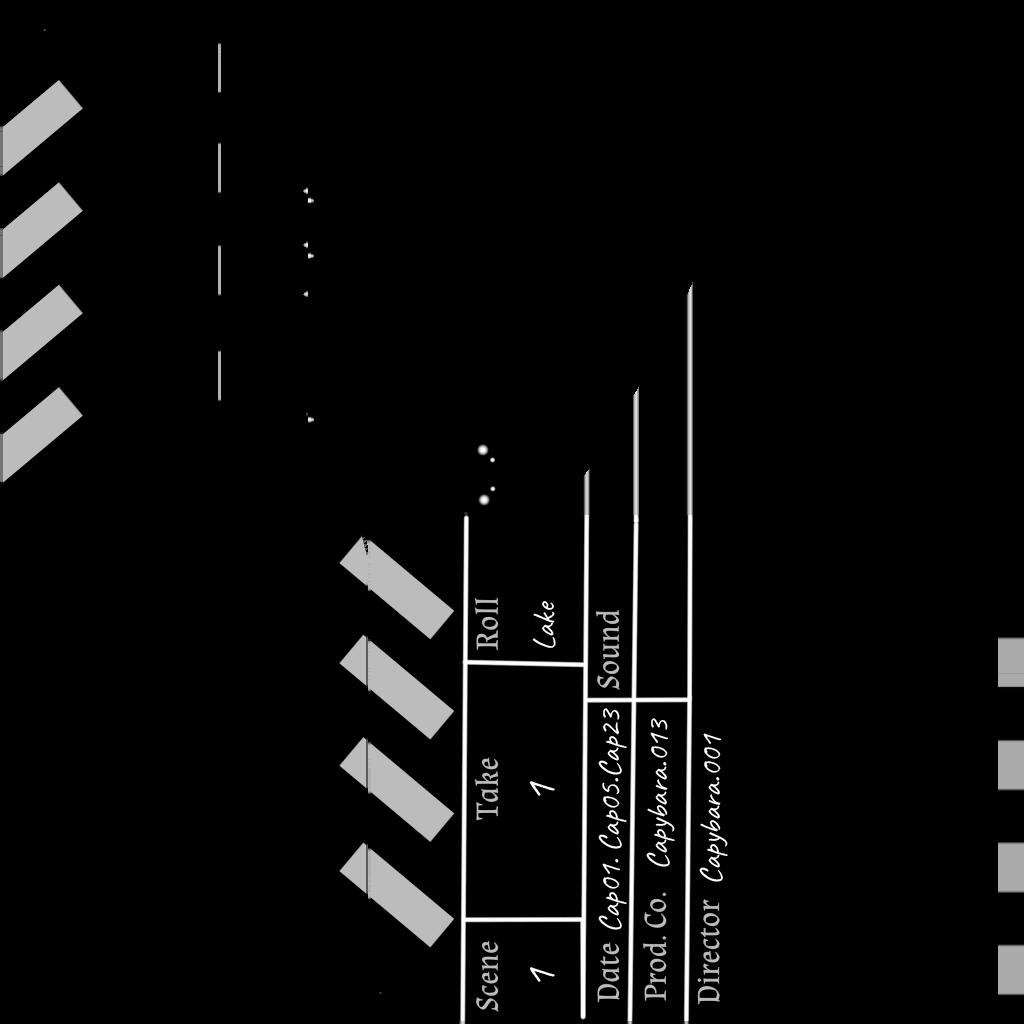 Scene Take Roll
1 1 Lake
Date Cap01. Cap05.Cap23 Sound
Prod. Co. Capybara.013
Director Capybara.001